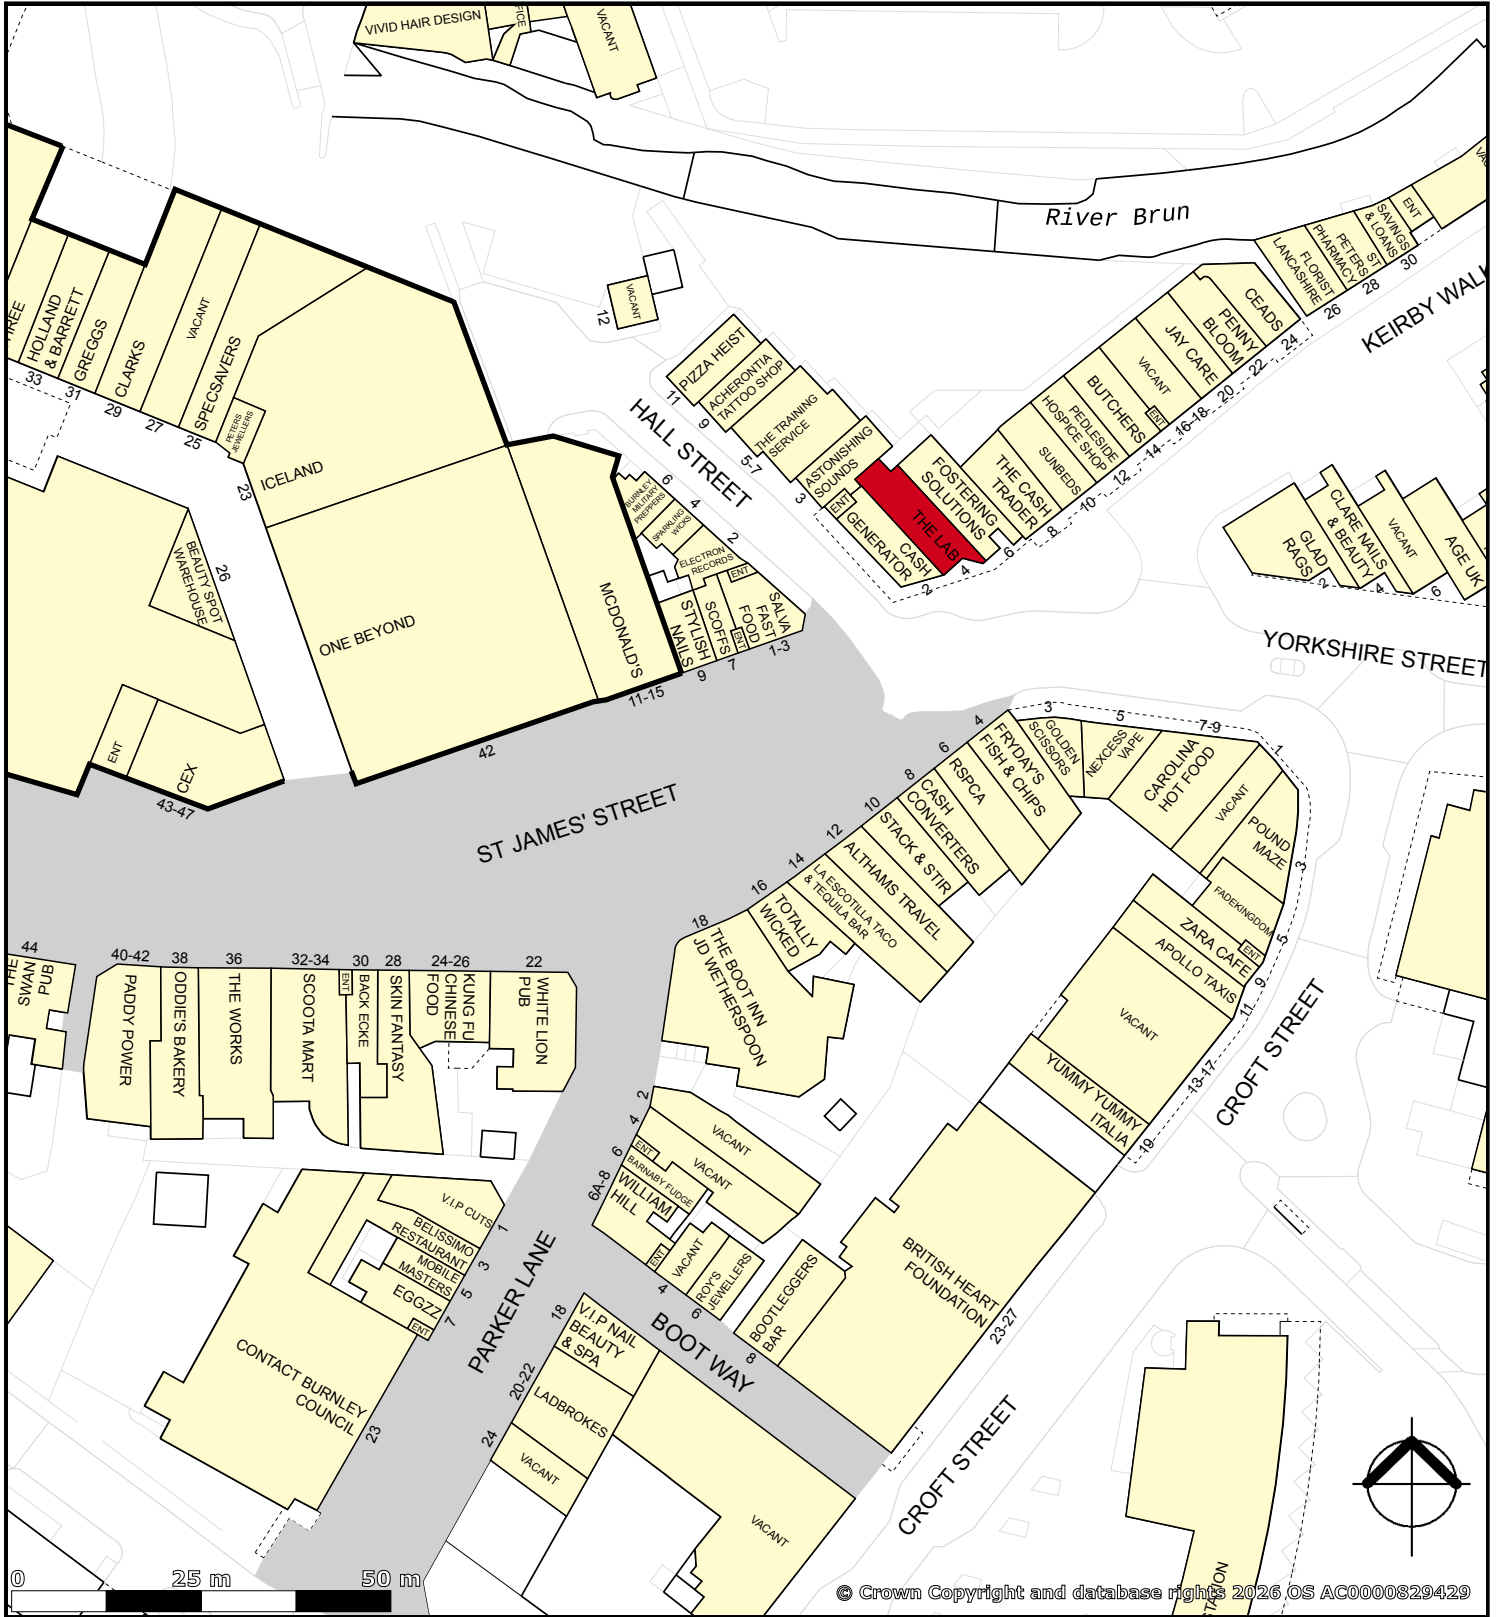 VIVID HAIR DESIGN
FICE
VACANT
River Brun
VACANT
12
HREE
33
HOLLAND
& BARRETT
31
GREGGS
29
CLARKS
27
VACANT
25
SPECSAVERS
PETERS
JEWELLERS
23
ICELAND
ONE BEYOND
42
MCDONALD'S
11-15
BEAUTY SPOT
WAREHOUSE
26
ENT
CEX
43-47
HALL STREET
PIZZA HEIST
11
ACHERONTIA
TATTOO SHOP
9
THE TRAINING
SERVICE
5-7
ASTONISHING
SOUNDS
3
ENT
CASH
GENERATOR
2
THE LAB
4
FOSTERING
SOLUTIONS
6
THE CASH
TRADER
8
SUNBEDS
10
PEDLESIDE
HOSPICE SHOP
12
BUTCHERS
14
ENT
VACANT
16-18
JAY CARE
20
PENNY
BLOOM
22
CEADS
24
LANCASHIRE
FLORIST
26
PETERS
PHARMACY
28
ST
SAVINGS
& LOANS
30
ENT
KEIRBY WALK
BURNLEY
MILITARY
PREPPERS
6
SPARKLING
WICKS
4
ELECTRON
RECORDS
2
ENT
STYLISH
NAILS
9
SCOFFS
7
ENT
SALVA
FAST
FOOD
1-3
GLAD
RAGS
2
CLARE NAILS
& BEAUTY
4
VACANT
6
AGE UK
YORKSHIRE STREET
ST JAMES' STREET
4
FRYDAY'S
FISH & CHIPS
6
RSPCA
8
CASH
CONVERTERS
10
STACK & STIR
12
ALTHAMS TRAVEL
14
LA ESCOTILLA TACO
& TEQUILA BAR
16
TOTALLY
WICKED
18
THE BOOT INN
JD WETHERSPOON
3
GOLDEN
SCISSORS
5
NEXCESS
VAPE
7-9
CAROLINA
HOT FOOD
1
VACANT
POUND
MAZE
3
FADEKINGDOM
5
ENT
ZARA CAFE
9
APOLLO TAXIS
11
VACANT
13-17
YUMMY YUMMY
ITALIA
19
CROFT STREET
44
THE
SWAN
PUB
40-42
PADDY POWER
38
ODDIE'S BAKERY
36
THE WORKS
32-34
SCOOTA MART
ENT
30
BACK ECKE
28
SKIN FANTASY
24-26
KUNG FU
CHINESE
FOOD
22
WHITE LION
PUB
2
VACANT
4
VACANT
6
ENT
BARNABY FUDGE
6A-8
WILLIAM
HILL
ENT
4
VACANT
6
ROY'S
JEWELLERS
8
BOOTLEGGERS
BAR
BRITISH HEART
FOUNDATION
23-27
V.I.P CUTS
1
BELISSIMO
RESTAURANT
3
MOBILE
MASTERS
5
EGGZZ
7
ENT
CONTACT BURNLEY
COUNCIL
23
PARKER LANE
BOOT WAY
18
V.I.P NAIL
BEAUTY
& SPA
20-22
LADBROKES
24
VACANT
VACANT
CROFT STREET
STATION
0 25 m 50 m
© Crown Copyright and database rights 2026 OS AC0000829429